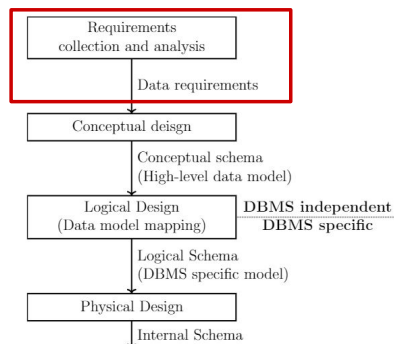 Requirements
collection and analysis
Data requirements
Conceptual deisgn
Conceptual schema
(High-level data model)
Logical Design
(Data model mapping)
DBMS independent
DBMS specific
Logical Schema
(DBMS specific model)
Physical Design
Internal Schema